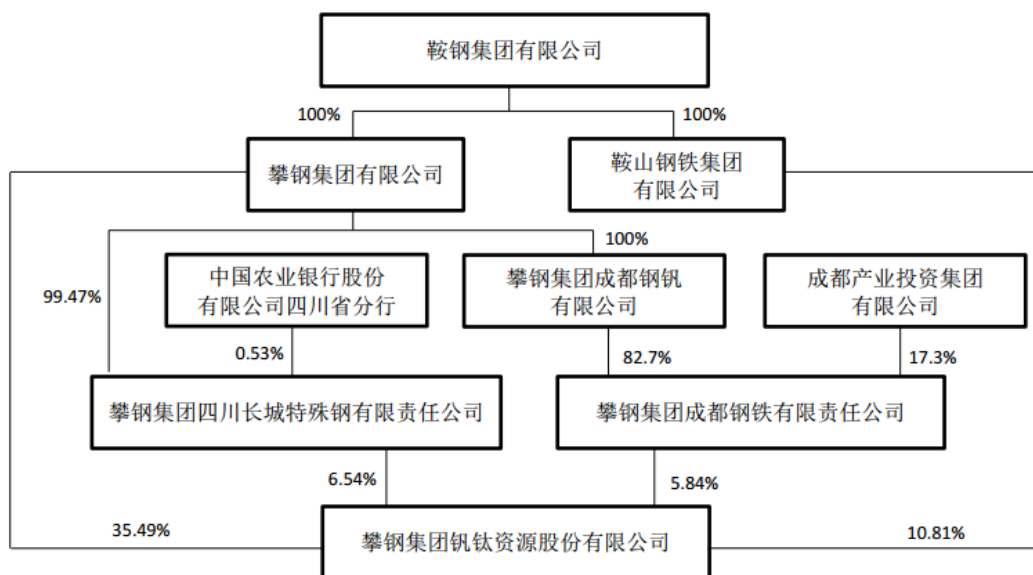 鞍钢集团有限公司
100%
100%
攀钢集团有限公司
鞍山钢铁集团
有限公司
100%
99.47%
中国农业银行股份
有限公司四川省分行
攀钢集团成都钢钒
有限公司
成都产业投资集团
有限公司
0.53%
82.7%
17.3%
攀钢集团四川长城特殊钢有限责任公司
攀钢集团成都钢铁有限责任公司
6.54%
5.84%
35.49%
攀钢集团钒钛资源股份有限公司
10.81%